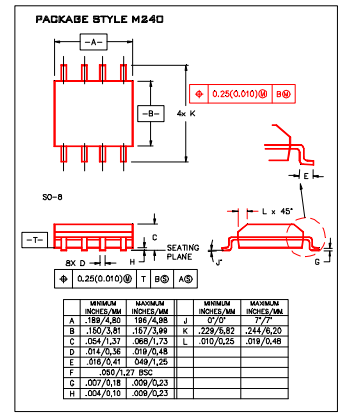 PACKAGE STYLE M240
-A-
⌖ 0.25(0.010)Ⓜ BⓂ
-B-
4x K
E
SO-8
L x 45°
-T-
C
SEATING
PLANE
8X D
H
J
G
⌖ 0.25(0.010)Ⓜ T BⓈ AⓈ
MINIMUM MAXIMUM MINIMUM MAXIMUM
INCHES/MM INCHES/MM INCHES/MM INCHES/MM
A .189/4,80 196/4,98 J 0°/0° 7°/7°
B .150/3,81 .157/3,99 K .229/5,82 .244/6,20
C .054/1,37 .068/1,73 L .010/0,25 .019/0,48
D .014/0,36 .019/0,48
E .016/0,41 .049/1,25
F .050/1.27 BSC
G .007/0,18 .009/0,23
H .004/0,10 .009/0,23